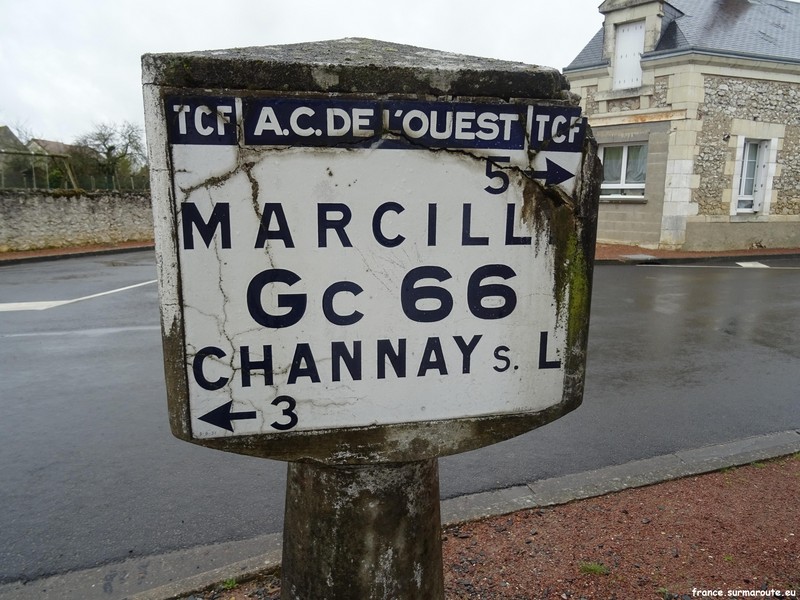 TCF A.C.DE L'OUEST TCF
5
MARCILL
GC 66
CHANNAY S. L
3
france.surmaroute.eu